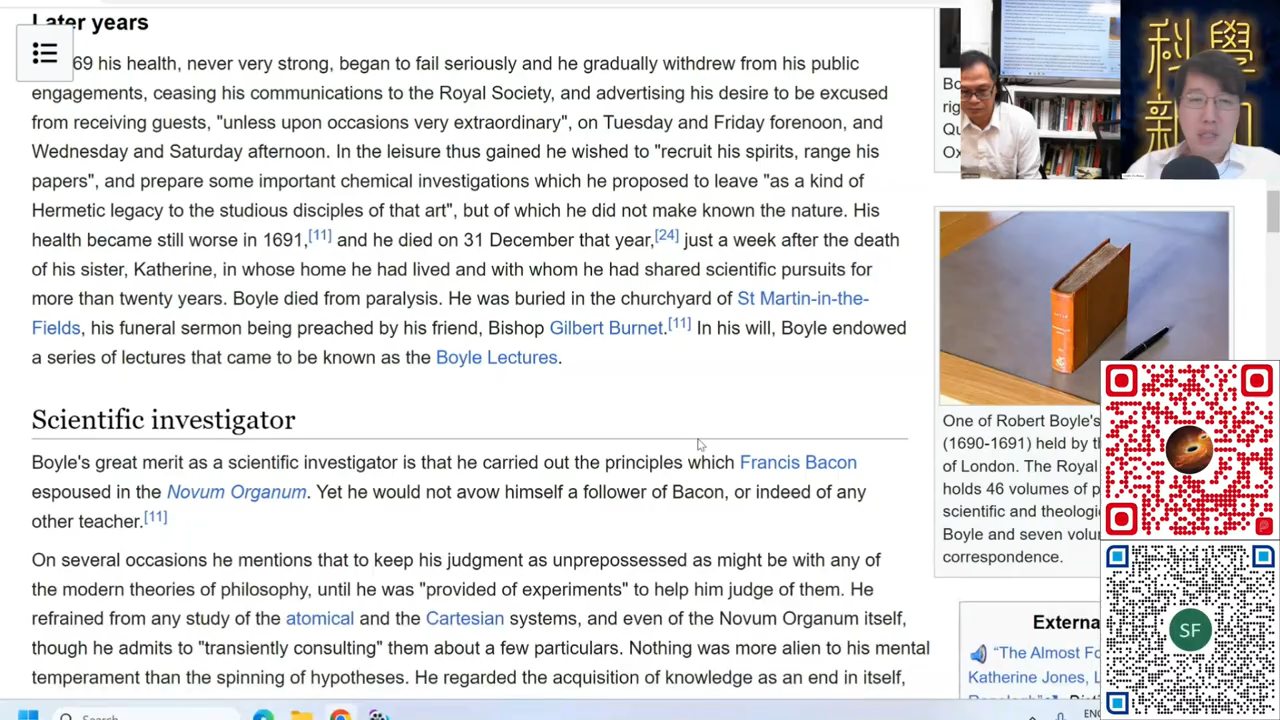 Later years
69 his health, never very strong, began to fail seriously and he gradually withdrew from his public
engagements, ceasing his communications to the Royal Society, and advertising his desire to be excused
from receiving guests, "unless upon occasions very extraordinary", on Tuesday and Friday forenoon, and
Wednesday and Saturday afternoon. In the leisure thus gained he wished to "recruit his spirits, range his
papers", and prepare some important chemical investigations which he proposed to leave "as a kind of
Hermetic legacy to the studious disciples of that art", but of which he did not make known the nature. His
health became still worse in 1691,[11] and he died on 31 December that year,[24] just a week after the death
of his sister, Katherine, in whose home he had lived and with whom he had shared scientific pursuits for
more than twenty years. Boyle died from paralysis. He was buried in the churchyard of St Martin-in-the-
Fields, his funeral sermon being preached by his friend, Bishop Gilbert Burnet.[11] In his will, Boyle endowed
a series of lectures that came to be known as the Boyle Lectures.
Scientific investigator
Boyle's great merit as a scientific investigator is that he carried out the principles which Francis Bacon
espoused in the Novum Organum. Yet he would not avow himself a follower of Bacon, or indeed of any
other teacher.[11]
On several occasions he mentions that to keep his judgment as unprepossessed as might be with any of
the modern theories of philosophy, until he was "provided of experiments" to help him judge of them. He
refrained from any study of the atomical and the Cartesian systems, and even of the Novum Organum itself,
though he admits to "transiently consulting" them about a few particulars. Nothing was more alien to his mental
temperament than the spinning of hypotheses. He regarded the acquisition of knowledge as an end in itself,
Bo
rig
Qu
Ox
科學
新
One of Robert Boyle's
(1690-1691) held by th
of London. The Royal
holds 46 volumes of p
scientific and theologic
Boyle and seven volum
correspondence.
Externa
"The Almost Fo
Katherine Jones, L
SF
Search
ENG